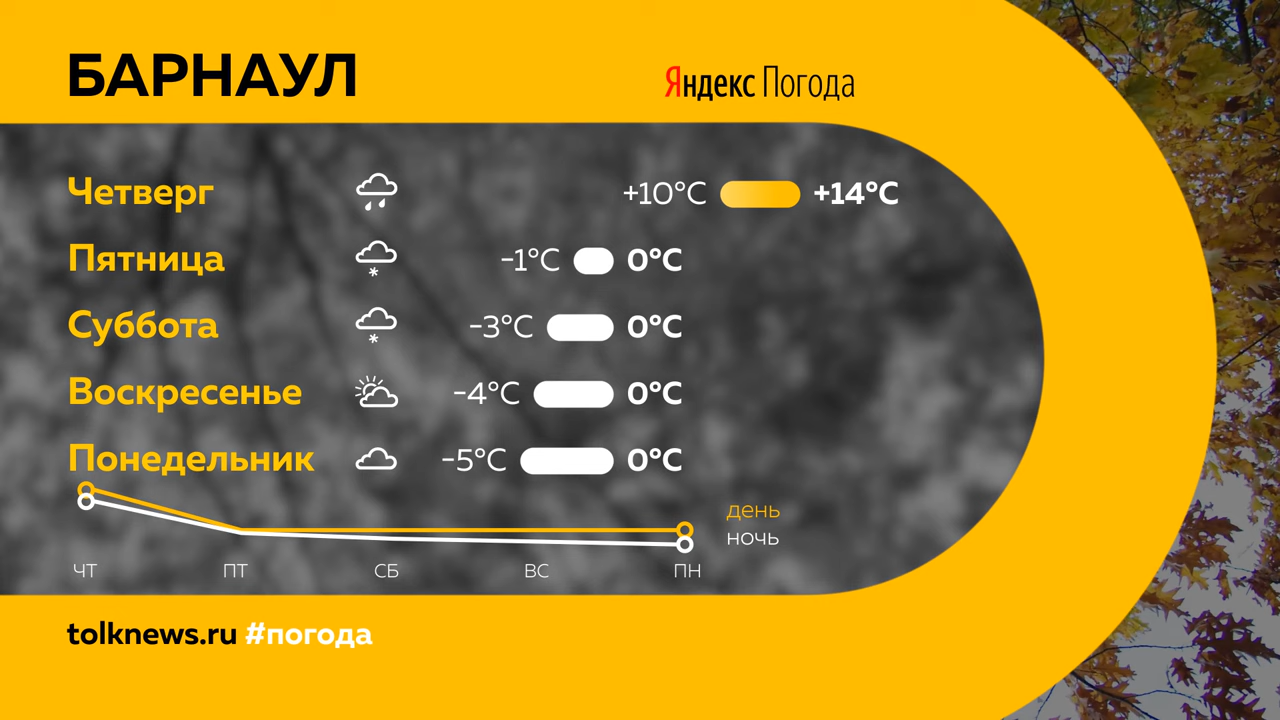 БАРНАУЛ
Яндекс Погода
Четверг +10°C +14°C
Пятница -1°C 0°C
Суббота -3°C 0°C
Воскресенье -4°C 0°C
Понедельник -5°C 0°C
день
ночь
ЧТ ПТ СБ ВС ПН
tolknews.ru #погода